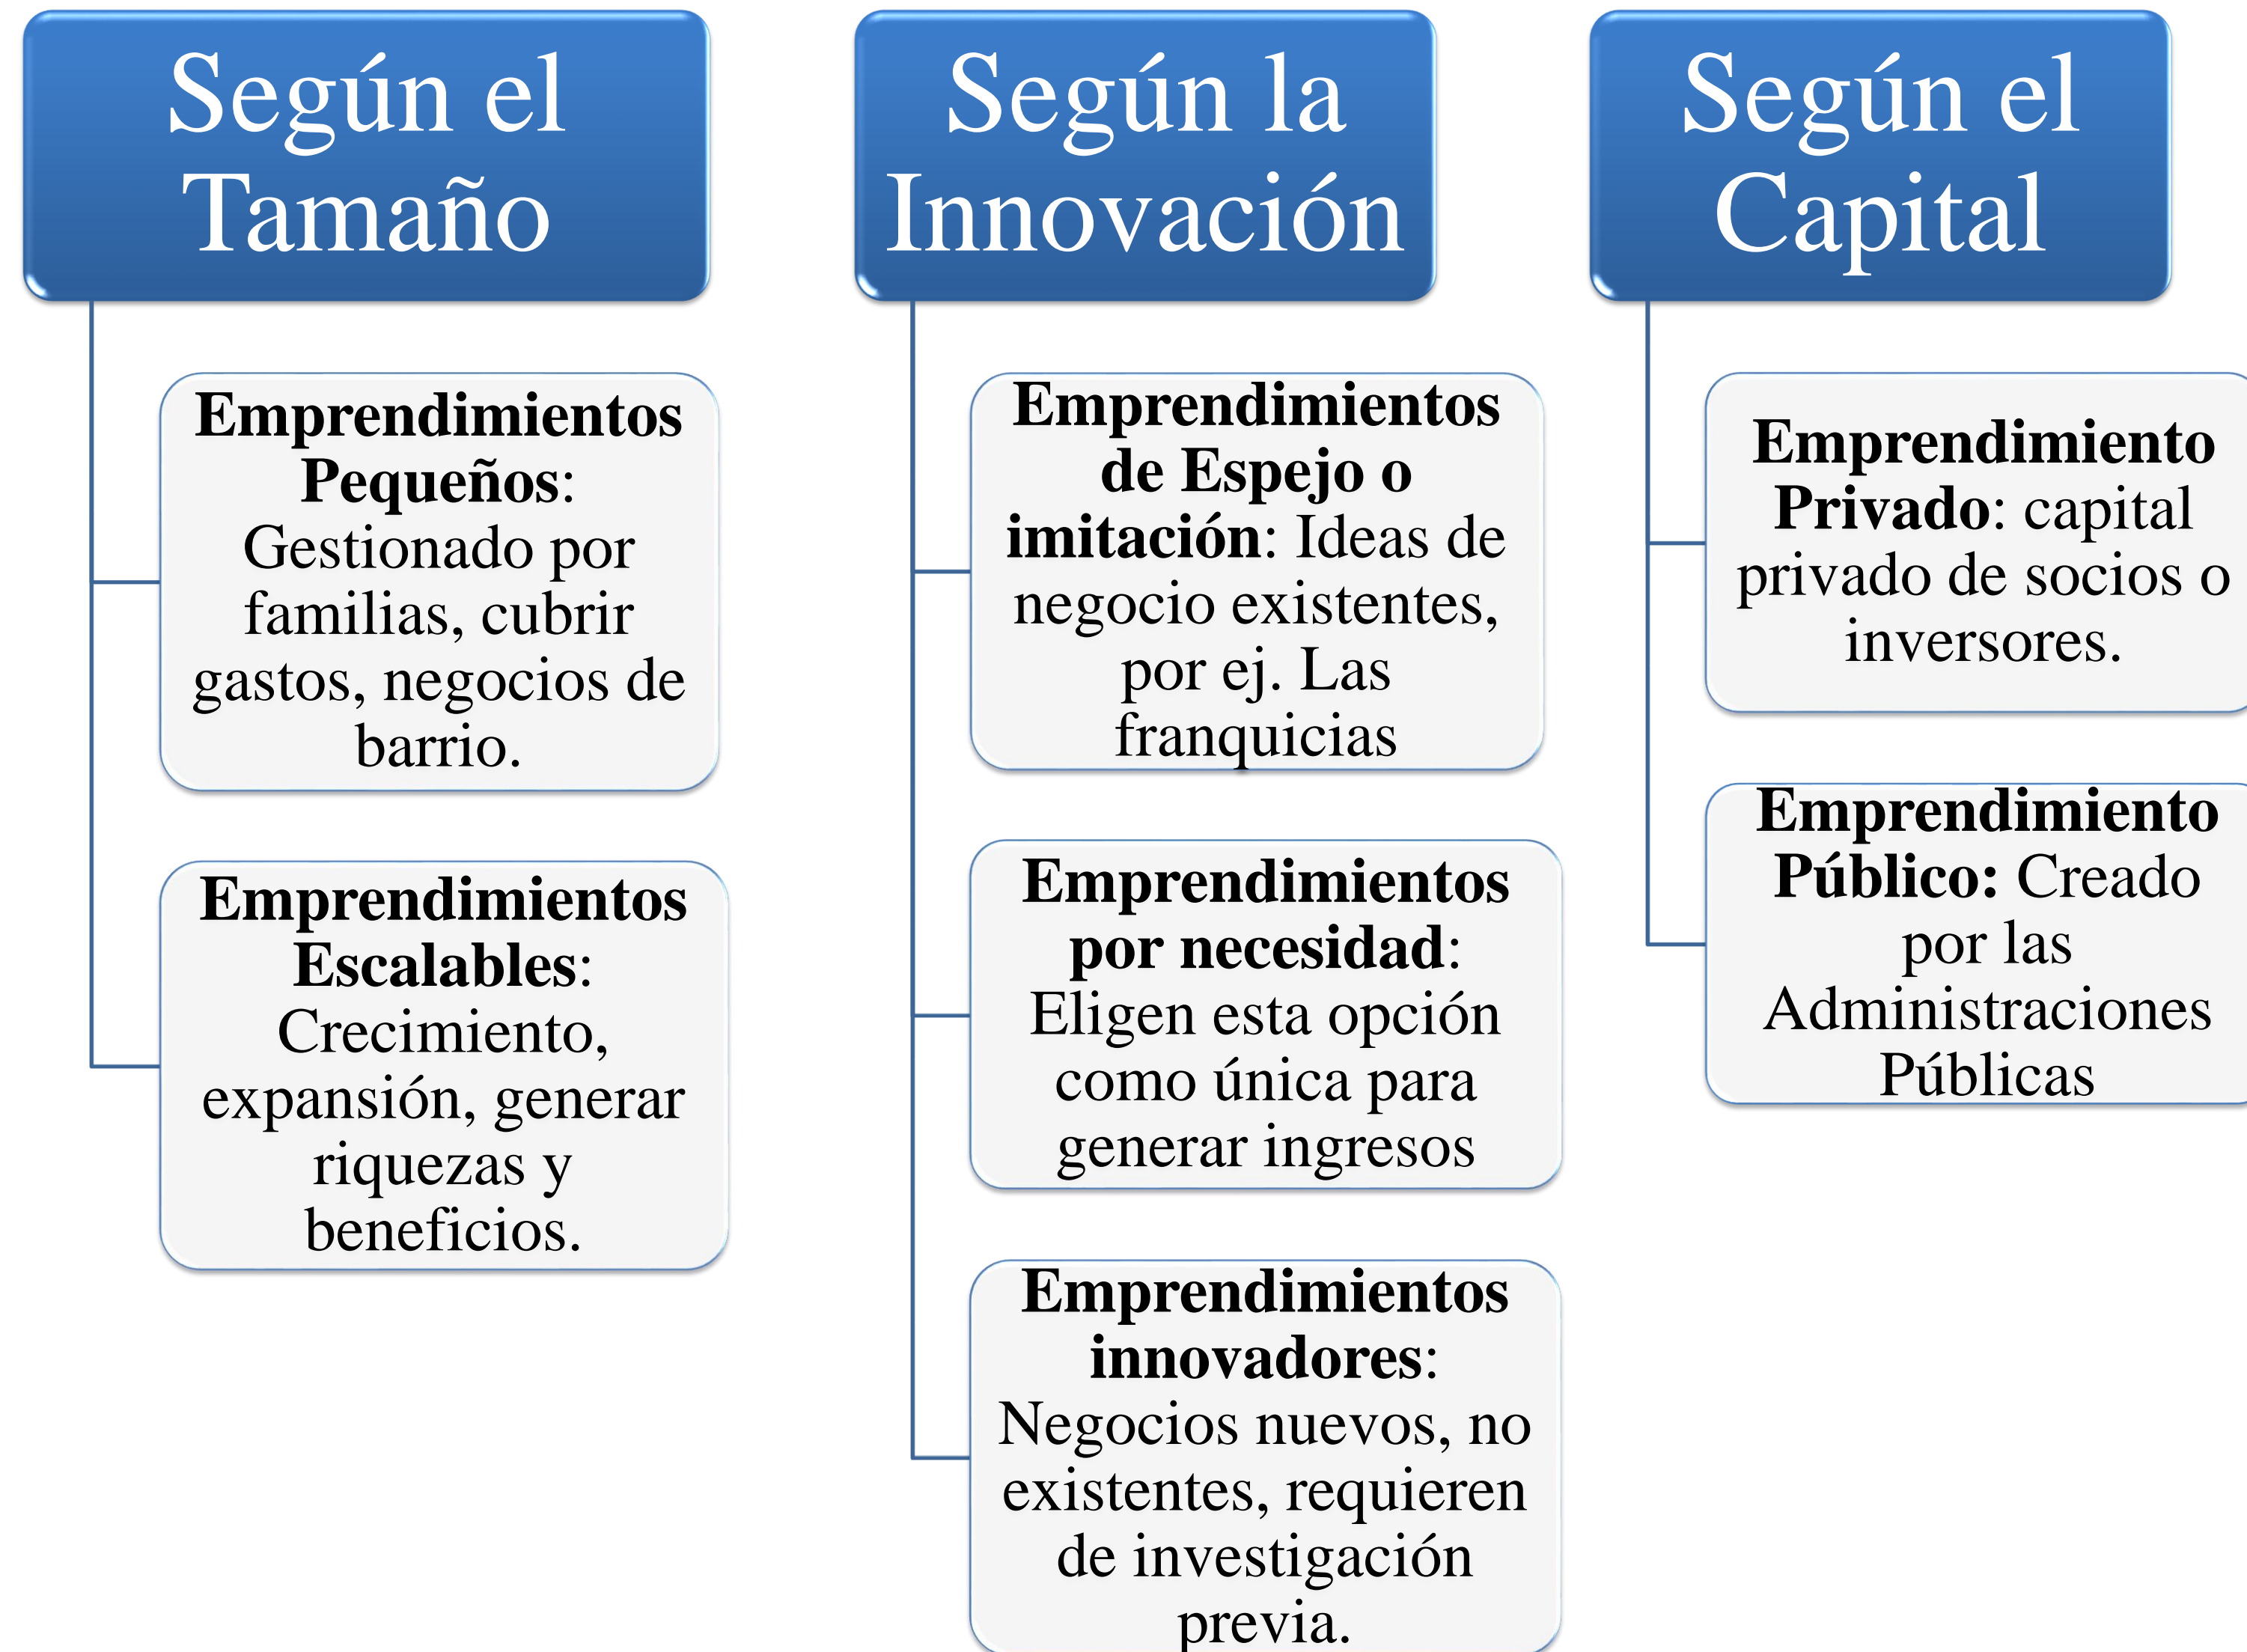 Según el
Tamaño
Emprendimientos
Pequeños:
Gestionado por
familias, cubrir
gastos, negocios de
barrio.
Emprendimientos
Escalables:
Crecimiento,
expansión, generar
riquezas y
beneficios.
Según la
Innovación
Emprendimientos
de Espejo o
imitación: Ideas de
negocio existentes,
por ej. Las
franquicias
Emprendimientos
por necesidad:
Eligen esta opción
como única para
generar ingresos
Emprendimientos
innovadores:
Negocios nuevos, no
existentes, requieren
de investigación
previa.
Según el
Capital
Emprendimiento
Privado: capital
privado de socios o
inversores.
Emprendimiento
Público: Creado
por las
Administraciones
Públicas